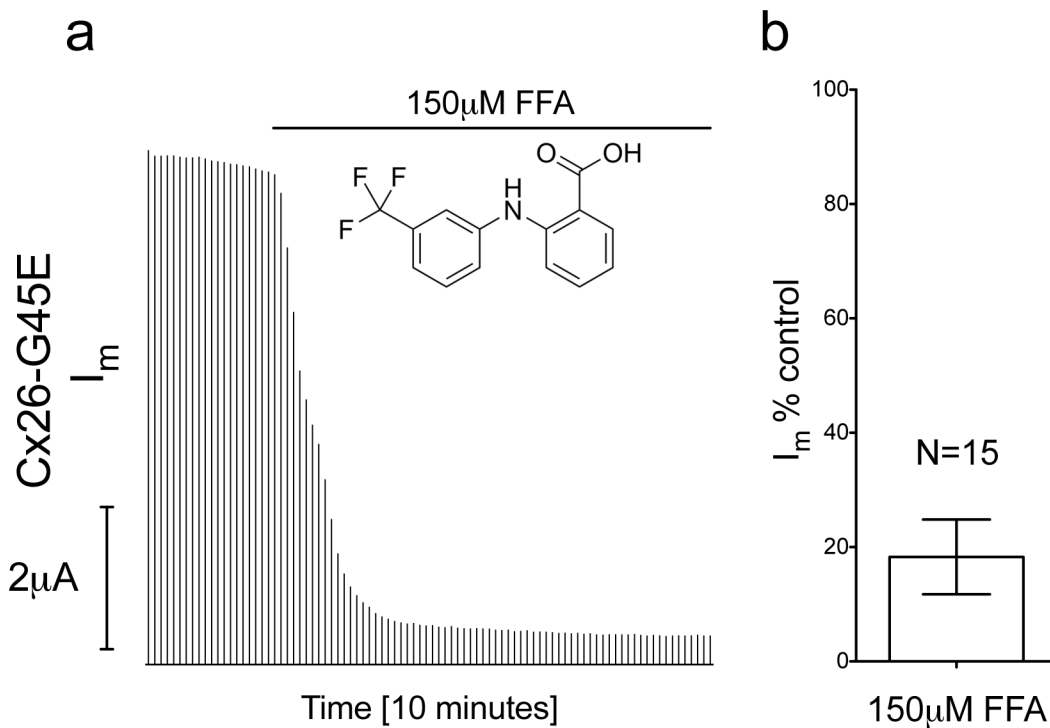 a
150μM FFA
F
F
F
H
N
O
OH
Cx26-G45E
Im
2μA
Time [10 minutes]
b
100
80
60
40
20
0
Im % control
N=15
150μM FFA